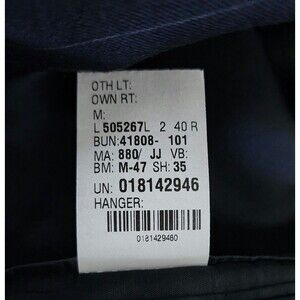 OTH LT:
OWN RT:
M:
L 505267L 2 40 R
BUN:41808- 101
MA: 880/ JJ VB:
BM: M-47 SH: 35
UN: 018142946
HANGER:
0181429460